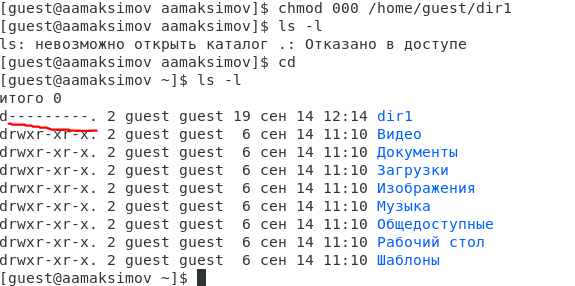 [guest@aamaksimov aamaksimov]$ chmod 000 /home/guest/dir1
[guest@aamaksimov aamaksimov]$ ls -l
ls: невозможно открыть каталог .: Отказано в доступе
[guest@aamaksimov aamaksimov]$ cd
[guest@aamaksimov ~]$ ls -l
итого 0
d---------. 2 guest guest 19 сен 14 12:14 dir1
drwxr-xr-x. 2 guest guest  6 сен 14 11:10 Видео
drwxr-xr-x. 2 guest guest  6 сен 14 11:10 Документы
drwxr-xr-x. 2 guest guest  6 сен 14 11:10 Загрузки
drwxr-xr-x. 2 guest guest  6 сен 14 11:10 Изображения
drwxr-xr-x. 2 guest guest  6 сен 14 11:10 Музыка
drwxr-xr-x. 2 guest guest  6 сен 14 11:10 Общедоступные
drwxr-xr-x. 2 guest guest  6 сен 14 11:10 Рабочий стол
drwxr-xr-x. 2 guest guest  6 сен 14 11:10 Шаблоны
[guest@aamaksimov ~]$